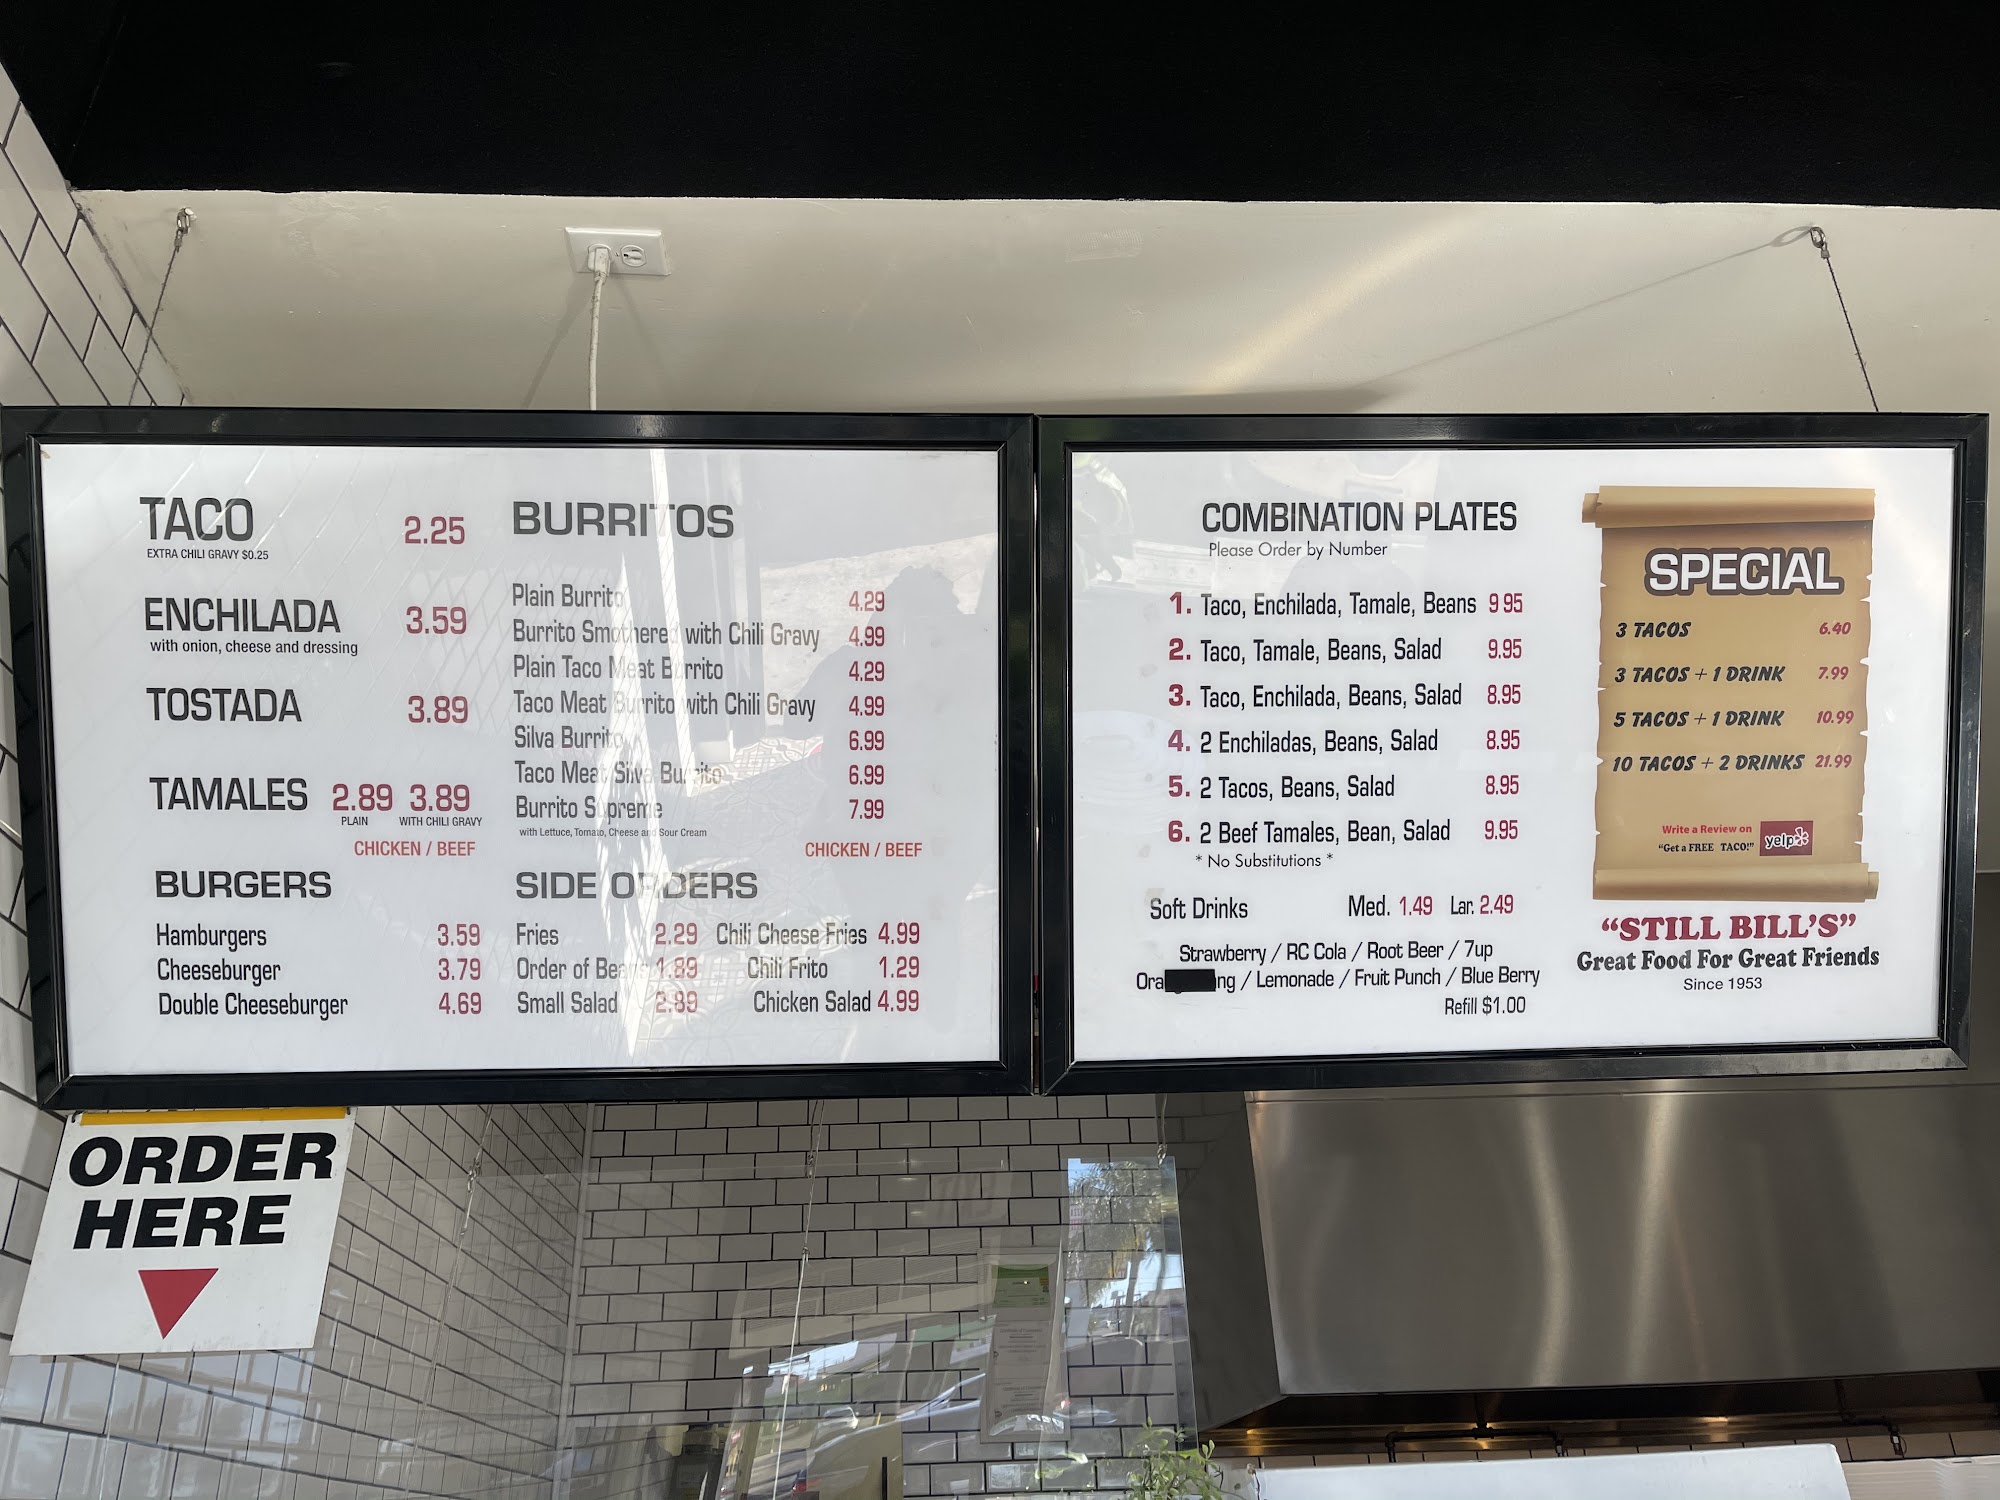 TACO 2.25
EXTRA CHILI GRAVY $0.25
ENCHILADA 3.59
with onion, cheese and dressing
TOSTADA 3.89
TAMALES 2.89 3.89
PLAIN WITH CHILI GRAVY
CHICKEN / BEEF
BURGERS
Hamburgers 3.59
Cheeseburger 3.79
Double Cheeseburger 4.69
BURRITOS
Plain Burrito 4.29
Burrito Smothered with Chili Gravy 4.99
Plain Taco Meat Burrito 4.29
Taco Meat Burrito with Chili Gravy 4.99
Silva Burrito 6.99
Taco Meat Silva Burrito 6.99
Burrito Supreme 7.99
with Lettuce, Tomato, Cheese and Sour Cream
CHICKEN / BEEF
SIDE ORDERS
Fries 2.29 Chili Cheese Fries 4.99
Order of Beans 1.89 Chili Frito 1.29
Small Salad 2.89 Chicken Salad 4.99
COMBINATION PLATES
Please Order by Number
1. Taco, Enchilada, Tamale, Beans 9 95
2. Taco, Tamale, Beans, Salad 9.95
3. Taco, Enchilada, Beans, Salad 8.95
4. 2 Enchiladas, Beans, Salad 8.95
5. 2 Tacos, Beans, Salad 8.95
6. 2 Beef Tamales, Bean, Salad 9.95
* No Substitutions *
Soft Drinks Med. 1.49 Lar. 2.49
Strawberry / RC Cola / Root Beer / 7up
Ora ng / Lemonade / Fruit Punch / Blue Berry
Refill $1.00
SPECIAL
3 TACOS 6.40
3 TACOS + 1 DRINK 7.99
5 TACOS + 1 DRINK 10.99
10 TACOS + 2 DRINKS 21.99
Write a Review on
"Get a FREE TACO!"
yelp
"STILL BILL'S"
Great Food For Great Friends
Since 1953
ORDER
HERE